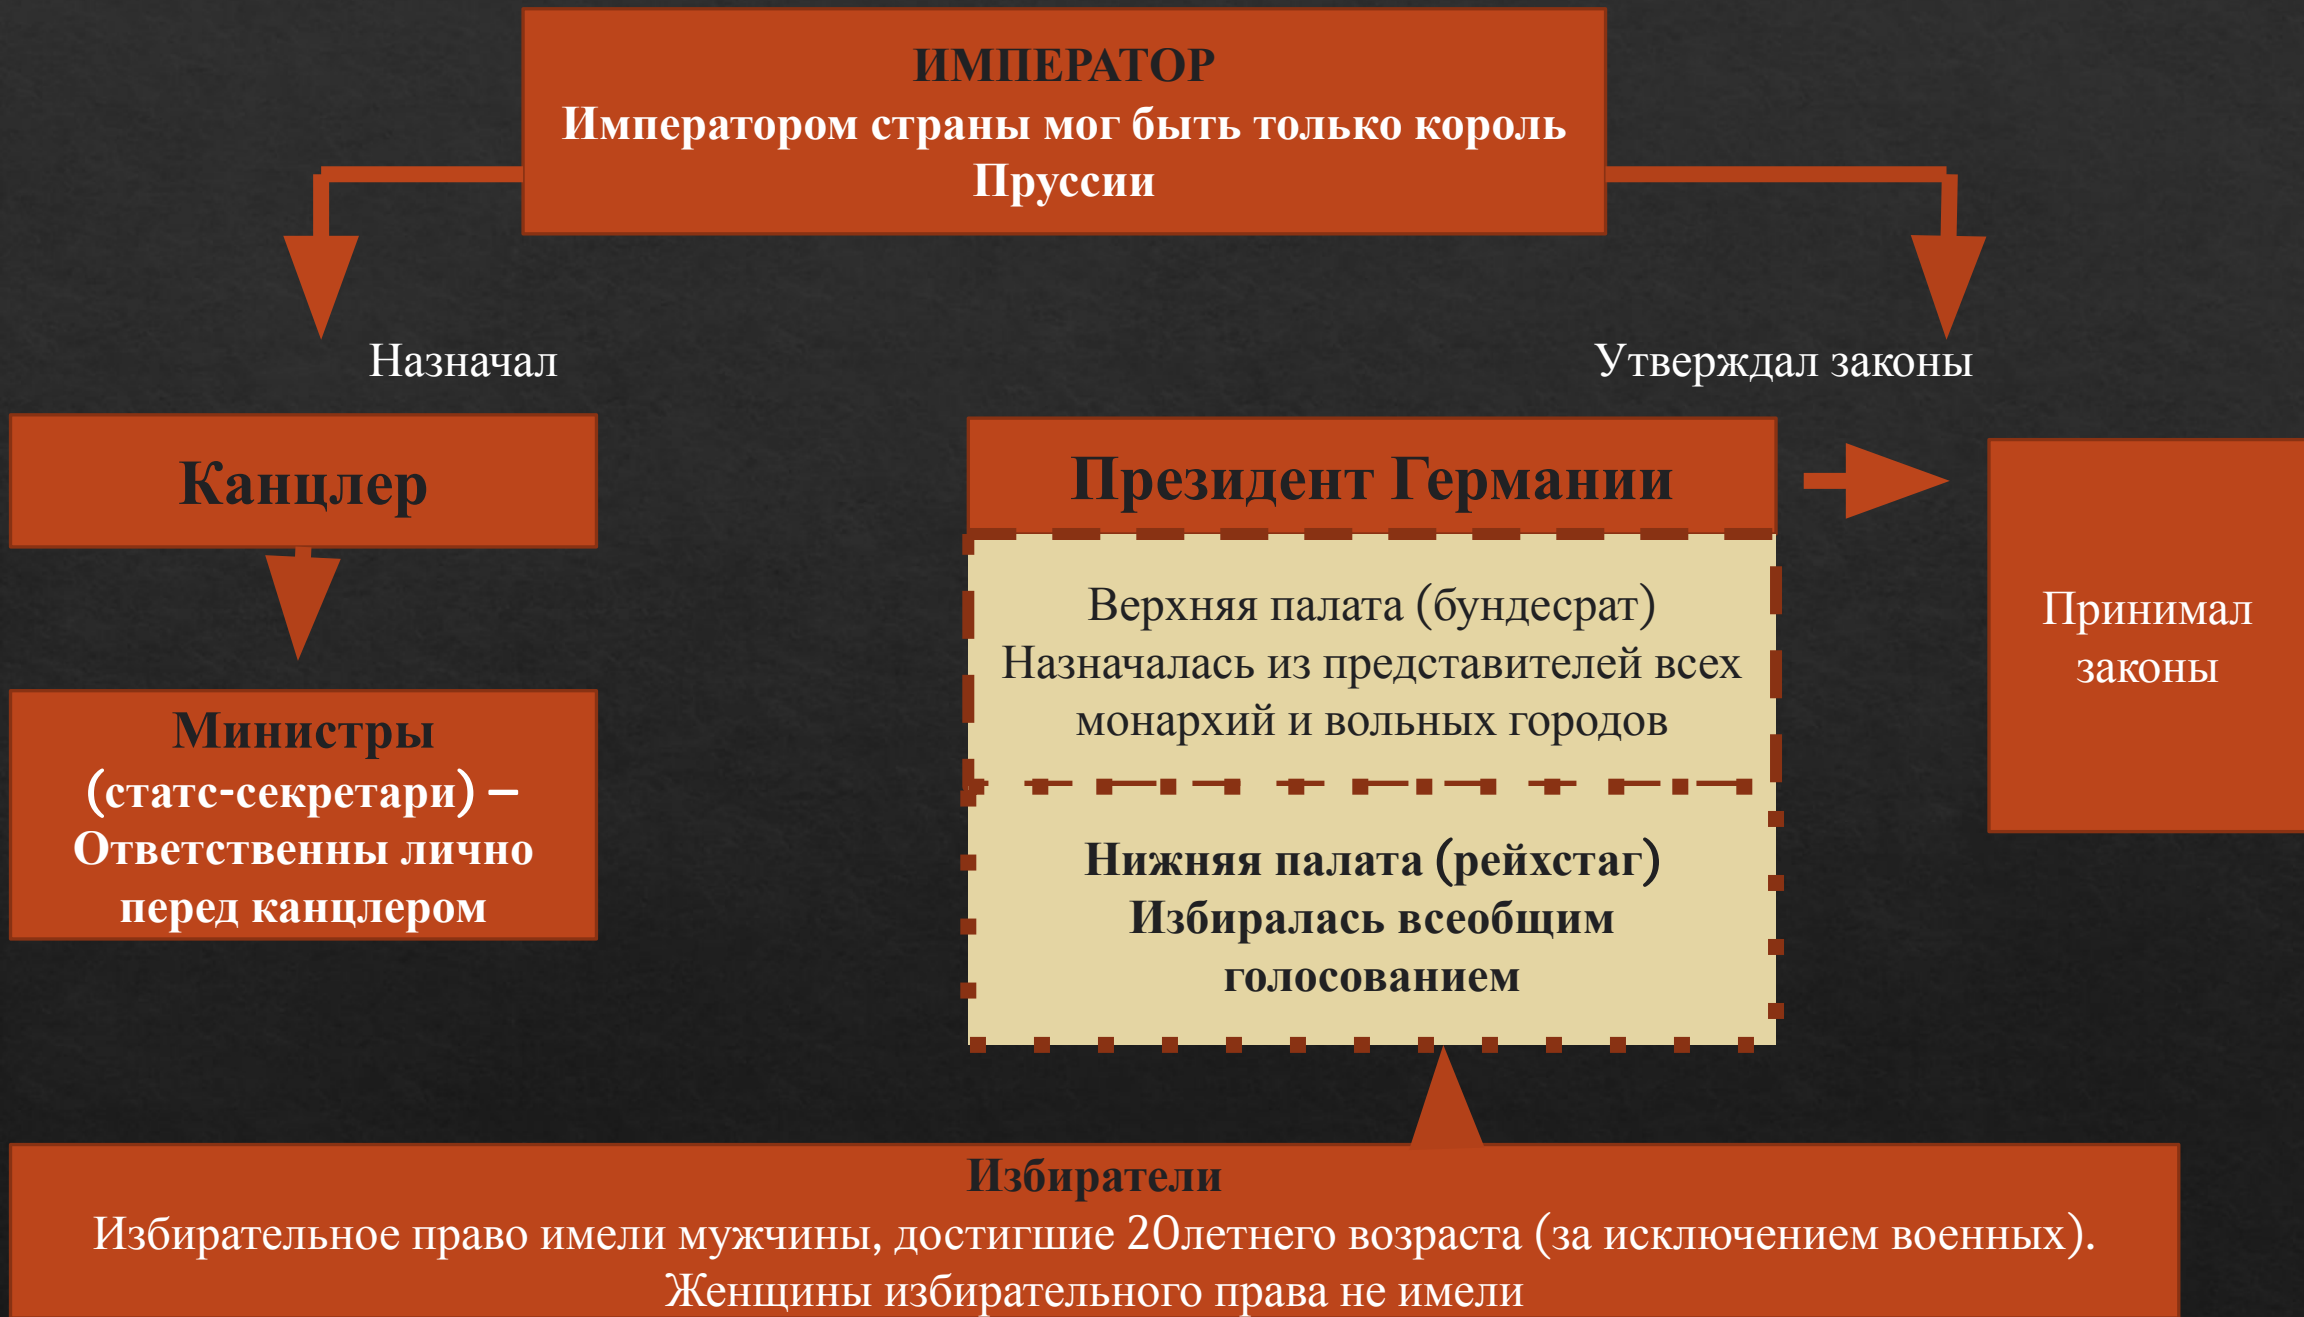 ИМПЕРАТОР
Императором страны мог быть только король
Пруссии
Назначал
Утверждал законы
Канцлер
Министры
(статс-секретари) –
Ответственны лично
перед канцлером
Президент Германии
Верхняя палата (бундесрат)
Назначалась из представителей всех
монархий и вольных городов
Нижняя палата (рейхстаг)
Избиралась всеобщим
голосованием
Принимал
законы
Избиратели
Избирательное право имели мужчины, достигшие 20летнего возраста (за исключением военных).
Женщины избирательного права не имели